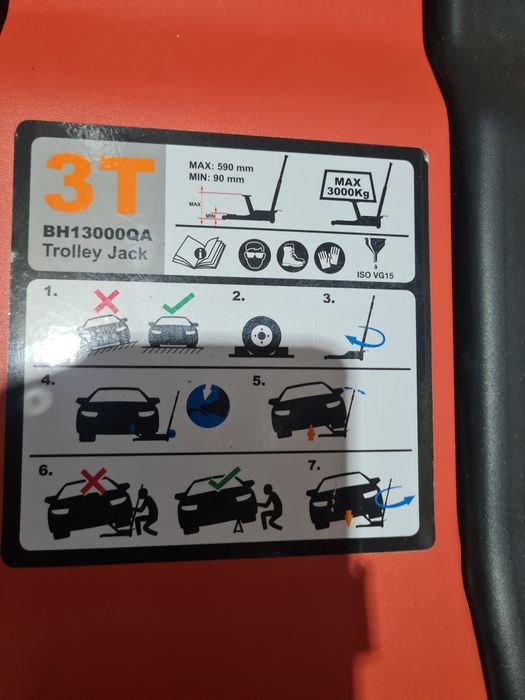 3T
BH13000QA
Trolley Jack
MAX: 590 mm
MIN: 90 mm
MAX
MIN
MAX
3000Kg
ISO VG15
1.
2.
3.
4.
5.
6.
7.